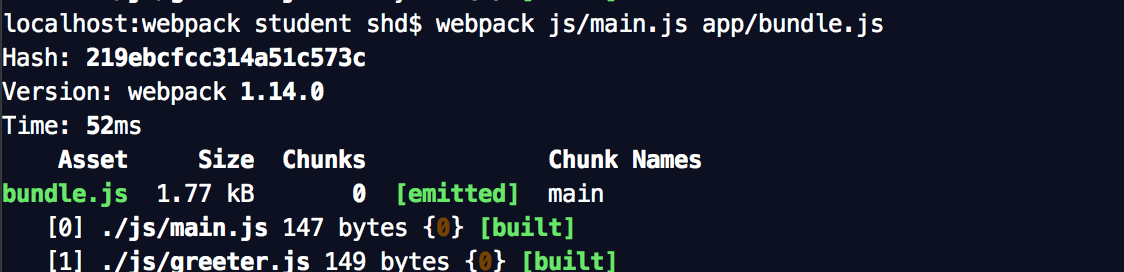 localhost:webpack student shd$ webpack js/main.js app/bundle.js
Hash: 219ebcfcc314a51c573c
Version: webpack 1.14.0
Time: 52ms
    Asset     Size  Chunks             Chunk Names
bundle.js  1.77 kB       0  [emitted]  main
   [0] ./js/main.js 147 bytes {0} [built]
   [1] ./js/greeter.js 149 bytes {0} [built]